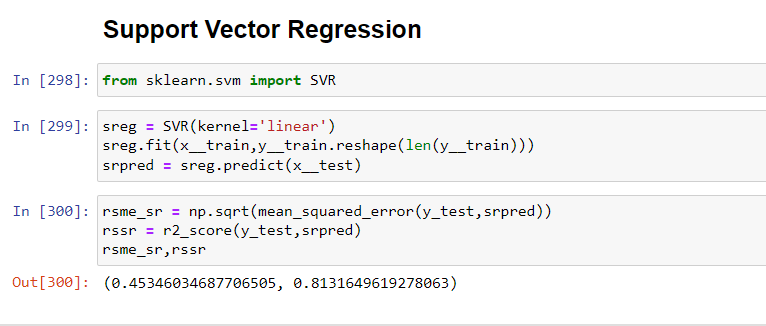 Support Vector Regression
In [298]: from sklearn.svm import SVR
In [299]: sreg = SVR(kernel='linear')
sreg.fit(x__train,y__train.reshape(len(y__train)))
srpred = sreg.predict(x__test)
In [300]: rsme_sr = np.sqrt(mean_squared_error(y_test,srpred))
rssr = r2_score(y_test,srpred)
rsme_sr,rssr
Out[300]: (0.45346034687706505, 0.8131649619278063)